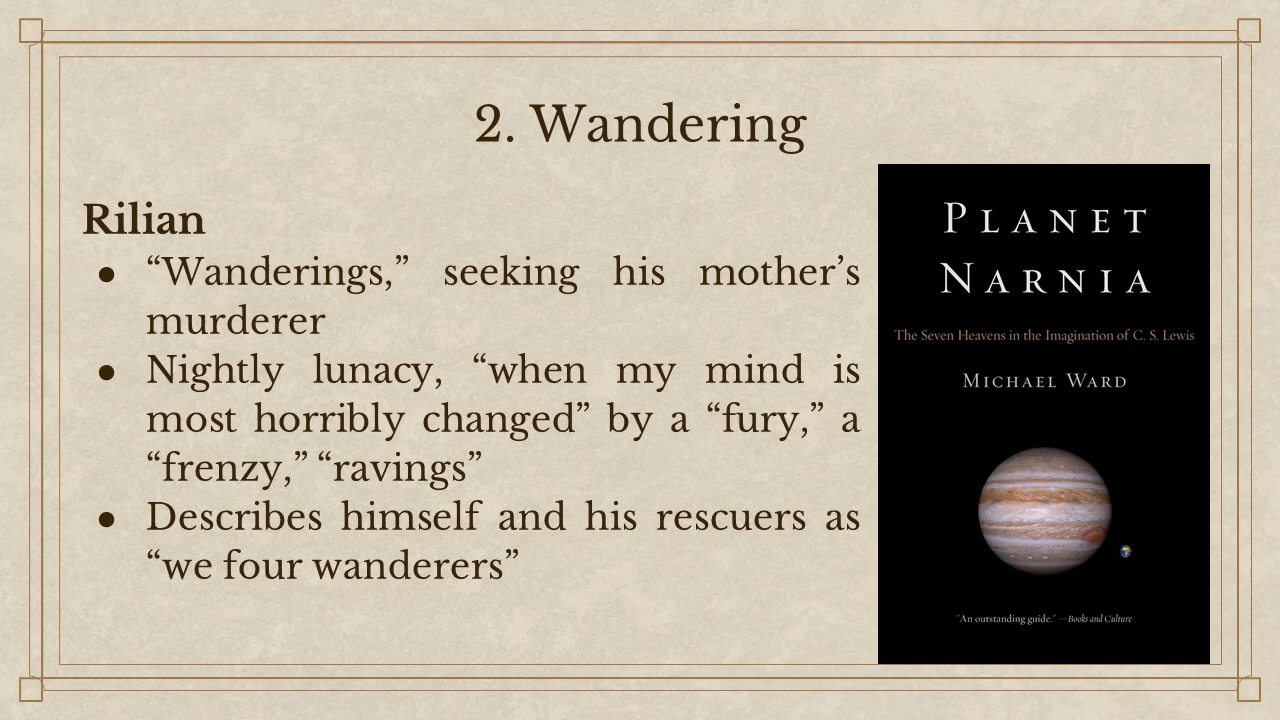 2. Wandering
Rilian
● “Wanderings,” seeking his mother’s
murderer
● Nightly lunacy, “when my mind is
most horribly changed” by a “fury,” a
“frenzy,” “ravings”
● Describes himself and his rescuers as
“we four wanderers”
PLANET
NARNIA
The Seven Heavens in the Imagination of C. S. Lewis
MICHAEL WARD
"An outstanding guide." —Books and Culture